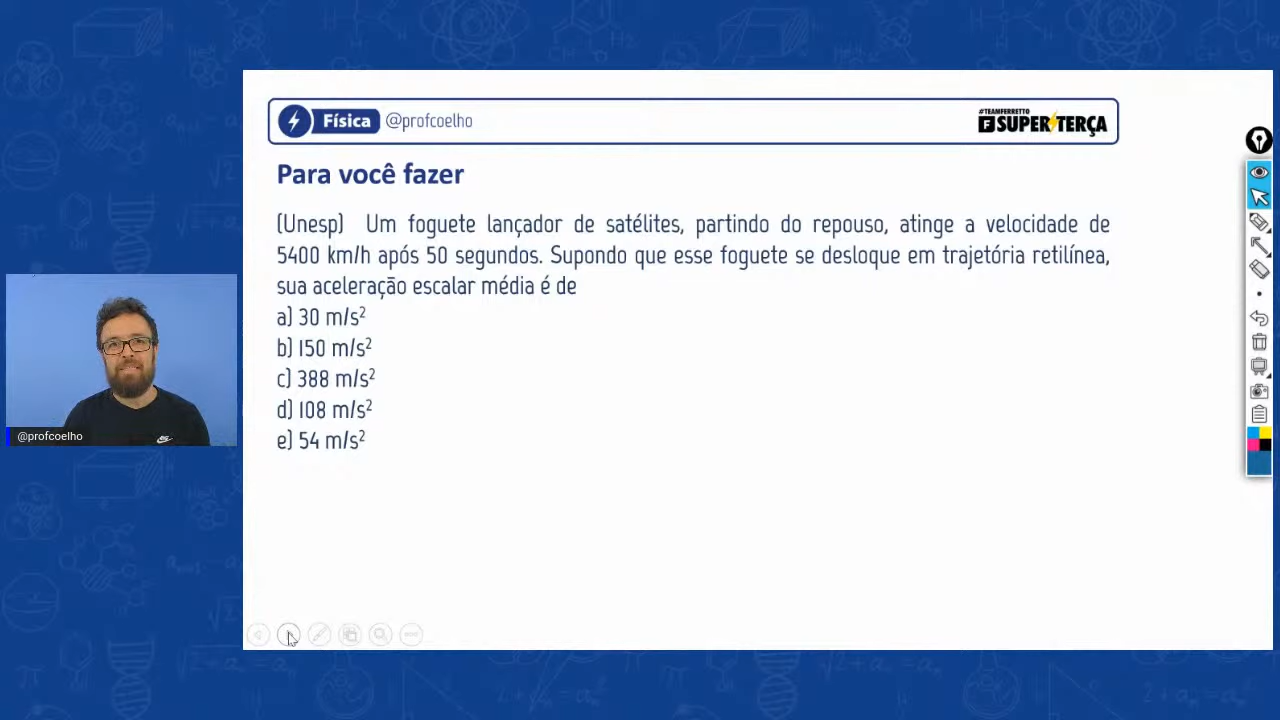 Física @profcoelho
#TEAMFERRETTO
SUPER TERÇA
Para você fazer
(Unesp) Um foguete lançador de satélites, partindo do repouso, atinge a velocidade de
5400 km/h após 50 segundos. Supondo que esse foguete se desloque em trajetória retilínea,
sua aceleração escalar média é de
a) 30 m/s²
b) 150 m/s²
c) 388 m/s²
d) 108 m/s²
e) 54 m/s²
@profcoelho